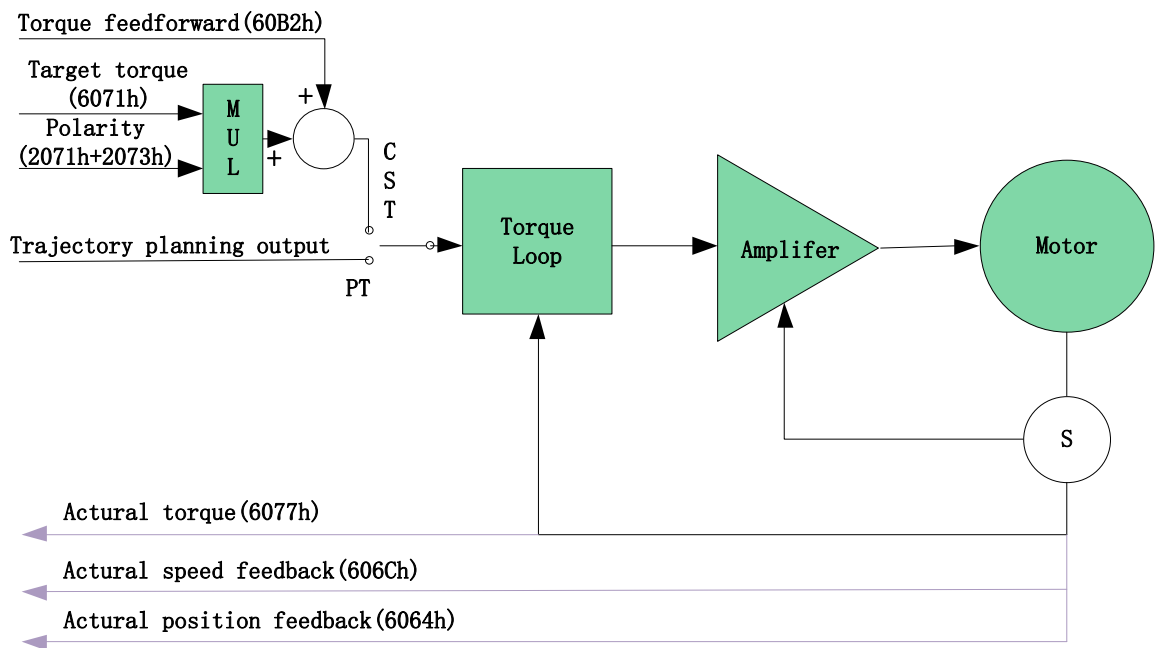 Torque feedforward(60B2h)
Target torque
(6071h)
Polarity
(2071h+2073h)
M
U
L
+
+
C
S
T
Trajectory planning output
PT
Torque
Loop
Amplifer
Motor
S
Actural torque(6077h)
Actural speed feedback(606Ch)
Actural position feedback(6064h)